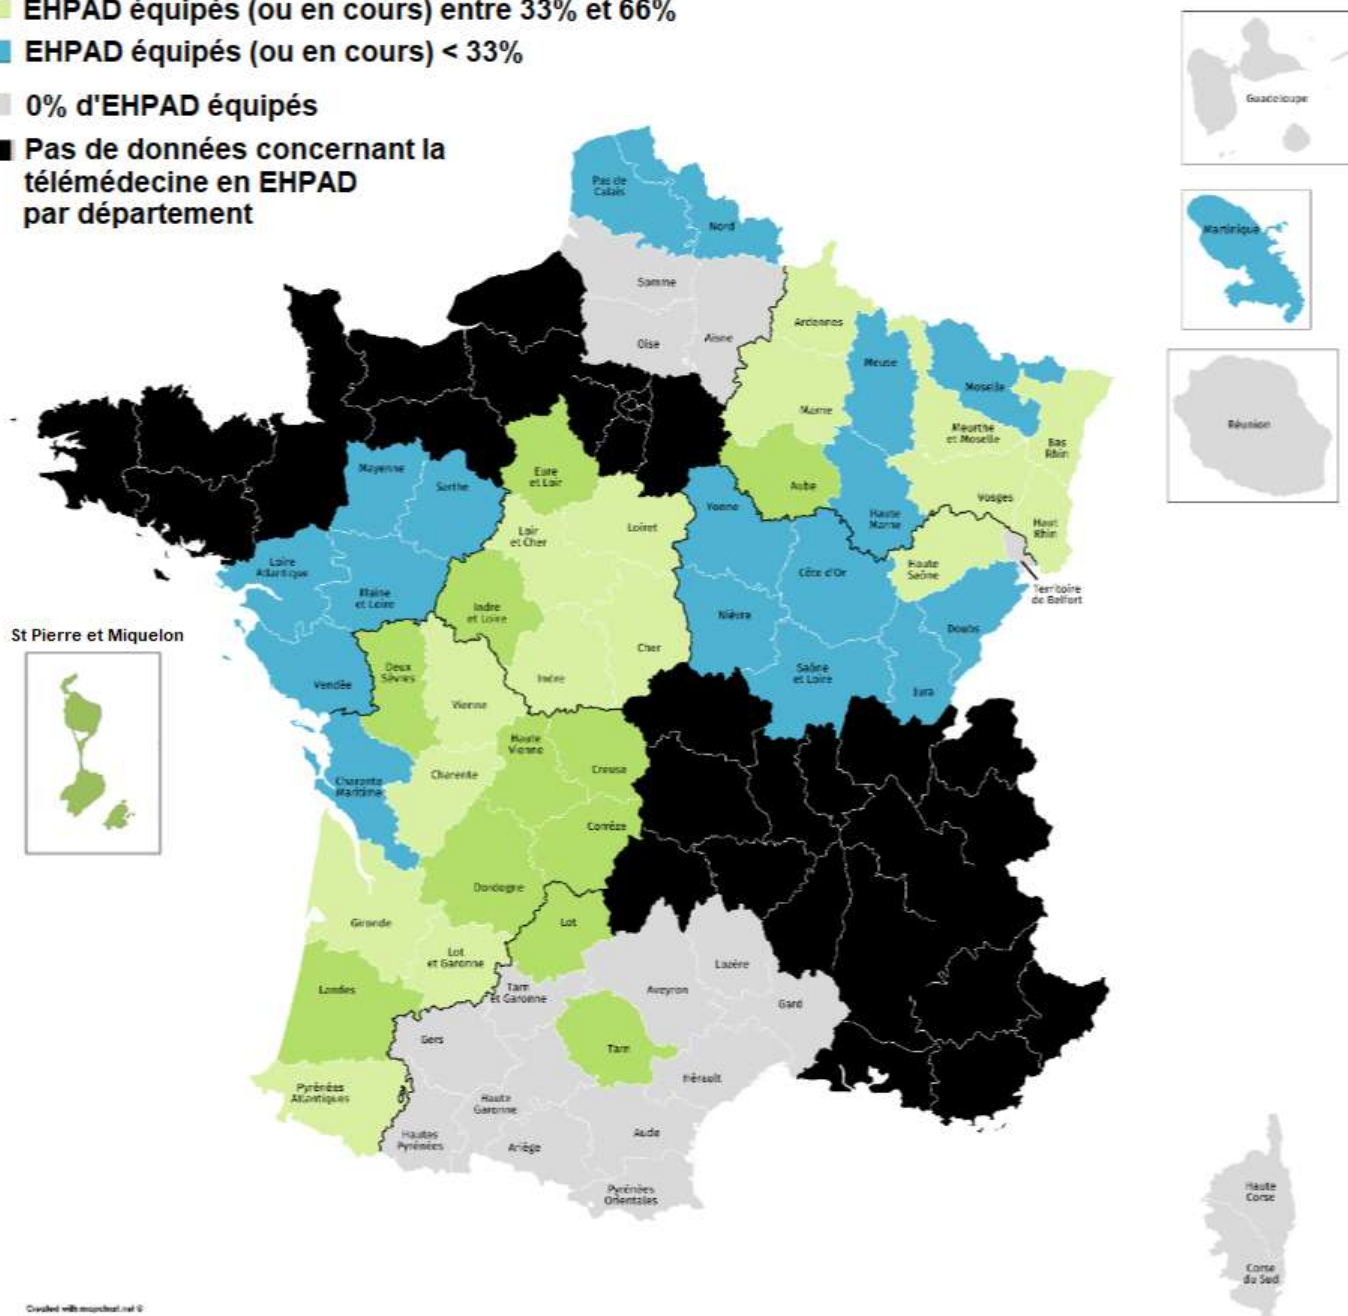 EHPAD équipés (ou en cours) entre 33% et 66%
EHPAD équipés (ou en cours) < 33%
0% d'EHPAD équipés
Pas de données concernant la
télémédecine en EHPAD
par département
Guadeloupe
Pas de
Calais
Nord
Martinique
Somme
Ardennes
Oise
Aisne
Meuse
Moselle
Réunion
Marne
Meurthe
et Moselle
Bas
Rhin
Mayenne
Sarthe
Eure
et Loir
Aube
Vosges
Yonne
Haute
Marne
Loir
et Cher
Loiret
Haut
Rhin
Loire
Atlantique
Côte d'Or
Haute
Saône
Maine
et Loire
Territoire
de Belfort
Indre
et Loire
Nièvre
Doubs
St Pierre et Miquelon
Cher
Deux
Sèvres
Saône
et Loire
Indre
Vendée
Jura
Vienne
Haute
Vienne
Creuse
Charente
Charente
Maritime
Corrèze
Dordogne
Lot
Gironde
Lot
et Garonne
Lozère
Landes
Tarn
et Garonne
Aveyron
Gard
Gers
Tarn
Hérault
Pyrénées
Atlantiques
Haute
Garonne
Hautes
Pyrénées
Ariège
Aude
Pyrénées
Orientales
Haute
Corse
Corse
du Sud
Created with mapchart.net ©